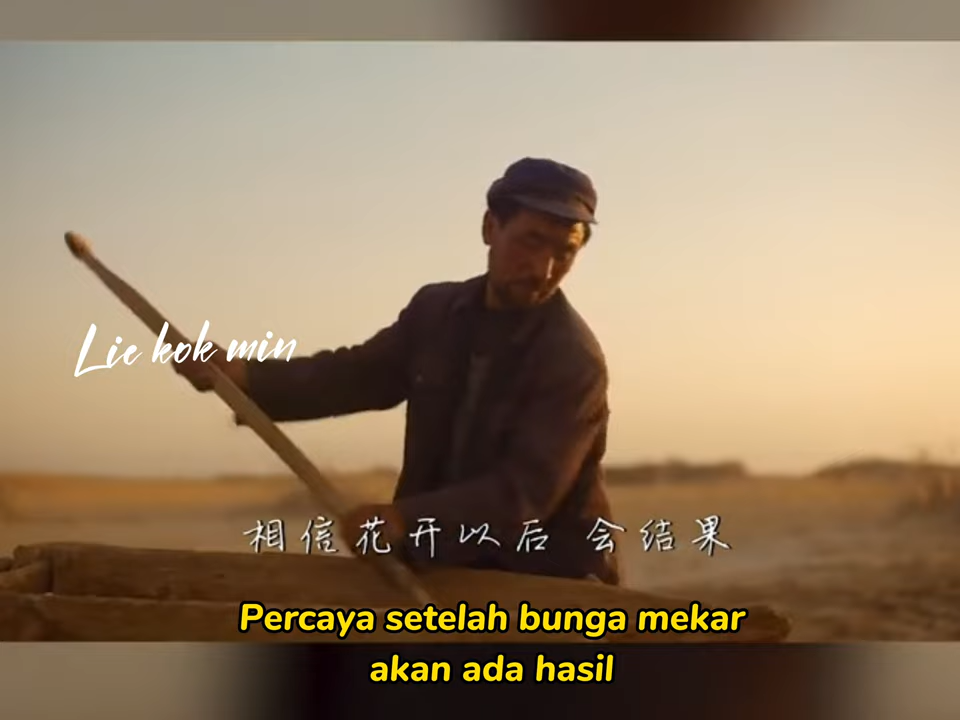 Lie kok min
相信花开以后 会结果
Percaya setelah bunga mekar
akan ada hasil